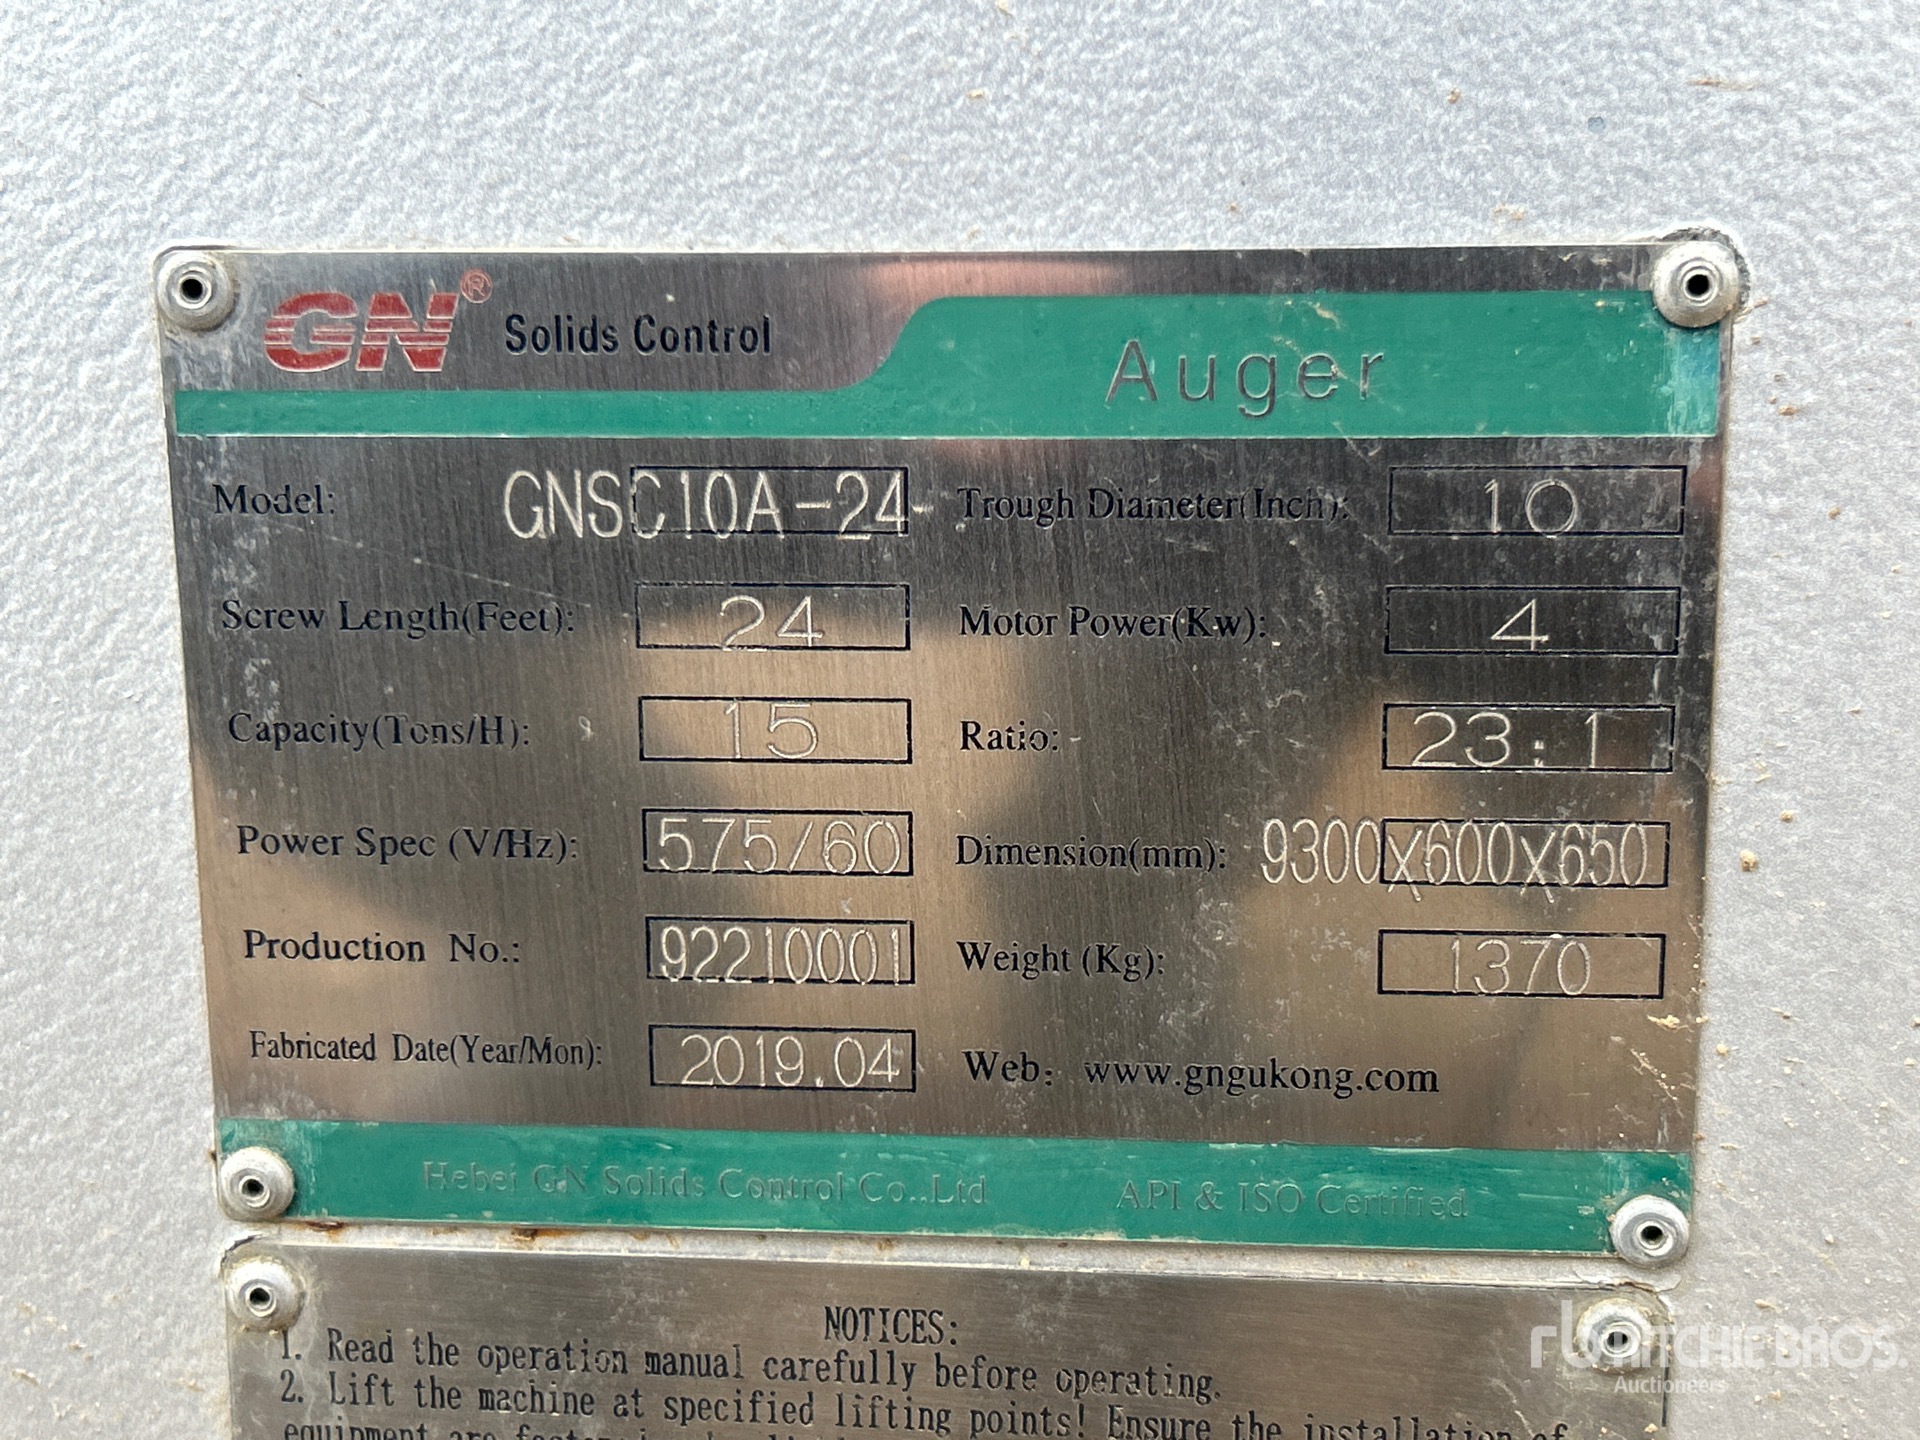 GN® Solids Control
Auger
Model: GNSC10A-24
Trough Diameter(Inch): 10
Screw Length(Feet): 24
Motor Power(Kw): 4
Capacity(Tons/H): 15
Ratio: 23:1
Power Spec (V/Hz): 575/60
Dimension(mm): 9300x600x650
Production No.: 92210001
Weight (Kg): 1370
Fabricated Date(Year/Mon): 2019.04
Web: www.gngukong.com
Hebei GN Solids Control Co.,Ltd
API & ISO Certified
NOTICES:
1. Read the operation manual carefully before operating.
2. Lift the machine at specified lifting points! Ensure the installation of
equipment are
rb RITCHIE BROS.
Auctioneers